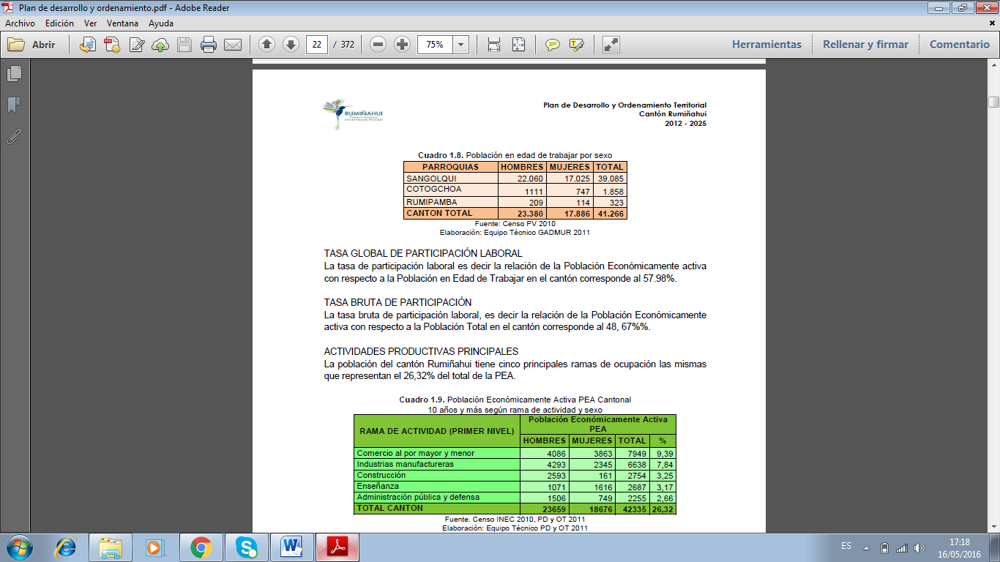 Plan de desarrollo y ordenamiento.pdf - Adobe Reader
Archivo Edición Ver Ventana Ayuda
Abrir 22 / 372 75% Herramientas Rellenar y firmar Comentario
RUMIÑAHUI
Plan de Desarrollo y Ordenamiento Territorial
Cantón Rumiñahui
2012 - 2025
Cuadro 1.8. Población en edad de trabajar por sexo
PARROQUIAS HOMBRES MUJERES TOTAL
SANGOLQUI 22.060 17.025 39.085
COTOGCHOA 1111 747 1.858
RUMIPAMBA 209 114 323
CANTON TOTAL 23.380 17.886 41.266
Fuente: Censo PV 2010
Elaboración: Equipo Técnico GADMUR 2011
TASA GLOBAL DE PARTICIPACIÓN LABORAL
La tasa de participación laboral es decir la relación de la Población Económicamente activa
con respecto a la Población en Edad de Trabajar en el cantón corresponde al 57.98%.
TASA BRUTA DE PARTICIPACIÓN
La tasa bruta de participación laboral, es decir la relación de la Población Económicamente
activa con respecto a la Población Total en el cantón corresponde al 48, 67%%.
ACTIVIDADES PRODUCTIVAS PRINCIPALES
La población del cantón Rumiñahui tiene cinco principales ramas de ocupación las mismas
que representan el 26,32% del total de la PEA.
Cuadro 1.9. Población Económicamente Activa PEA Cantonal
10 años y más según rama de actividad y sexo
RAMA DE ACTIVIDAD (PRIMER NIVEL) Población Económicamente Activa
PEA
HOMBRES MUJERES TOTAL %
Comercio al por mayor y menor 4086 3863 7949 9,39
Industrias manufactureras 4293 2345 6638 7,84
Construcción 2593 161 2754 3,25
Enseñanza 1071 1616 2687 3,17
Administración pública y defensa 1506 749 2255 2,66
TOTAL CANTON 23659 18676 42335 26,32
Fuente. Censo INEC 2010, PD y OT 2011
Elaboración: Equipo Técnico PD y OT 2011
ES 17:18
16/05/2016